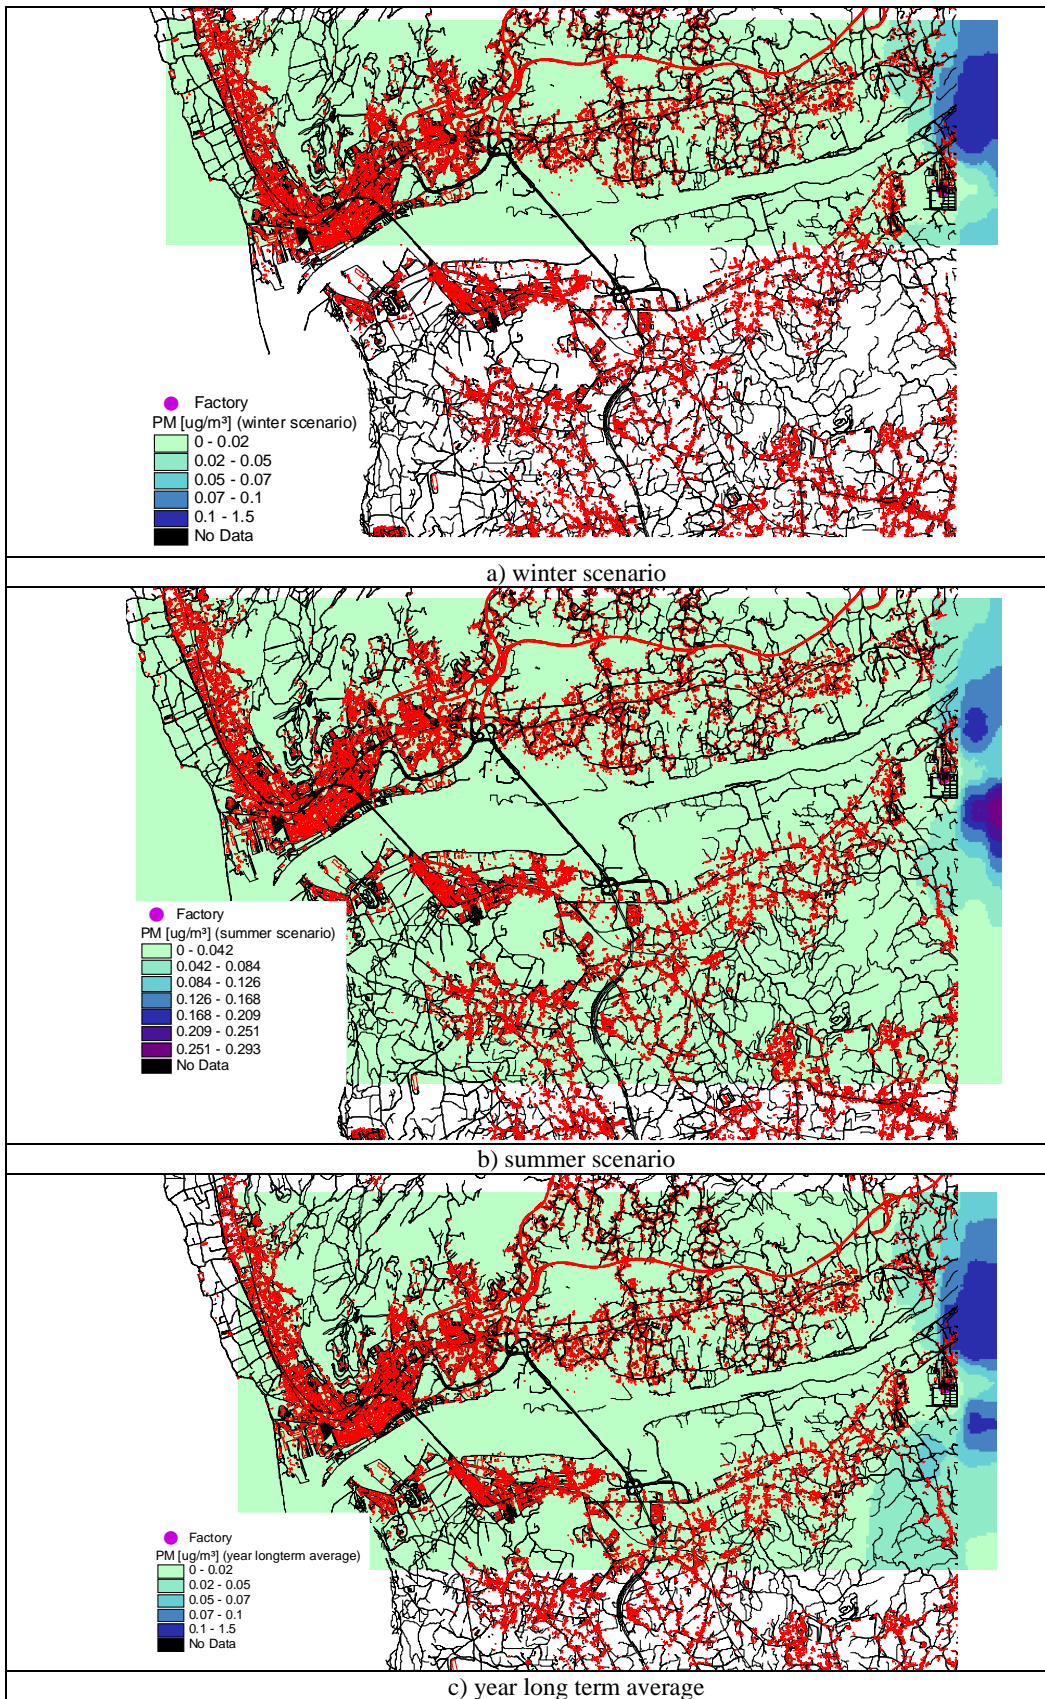 Factory
PM [ug/m³] (winter scenario)
0 - 0.02
0.02 - 0.05
0.05 - 0.07
0.07 - 0.1
0.1 - 1.5
No Data
a) winter scenario
Factory
PM [ug/m³] (summer scenario)
0 - 0.042
0.042 - 0.084
0.084 - 0.126
0.126 - 0.168
0.168 - 0.209
0.209 - 0.251
0.251 - 0.293
No Data
b) summer scenario
Factory
PM [ug/m³] (year longterm average)
0 - 0.02
0.02 - 0.05
0.05 - 0.07
0.07 - 0.1
0.1 - 1.5
No Data
c) year long term average